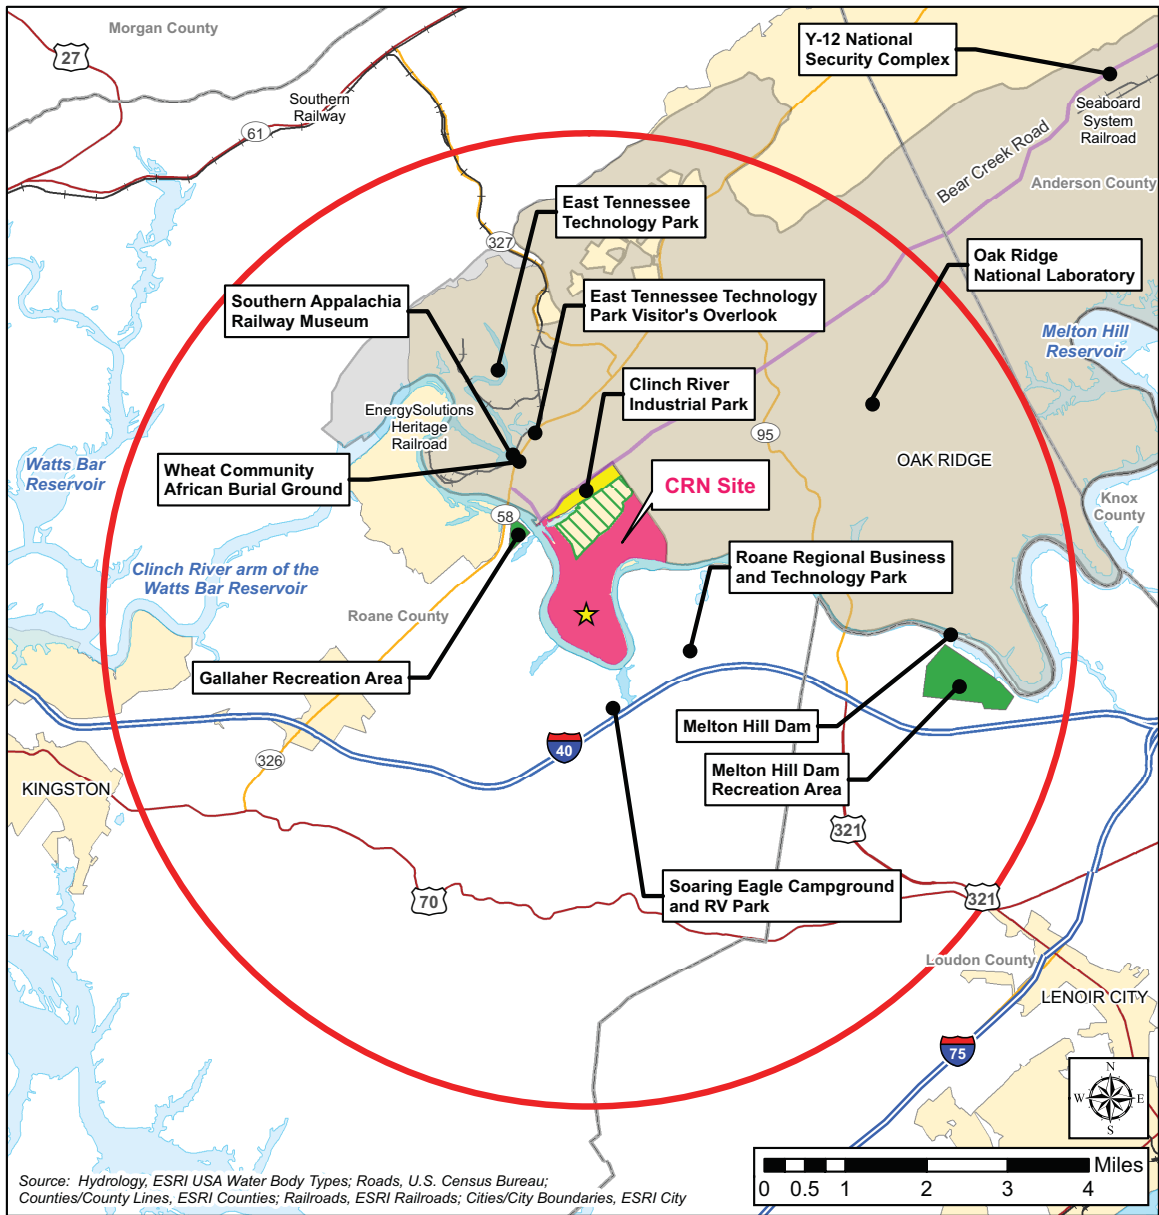 Morgan County
27
Y-12 National
Security Complex
Southern
Railway
61
Seaboard
System
Railroad
Bear Creek Road
Anderson County
East Tennessee
Technology Park
327
Oak Ridge
National Laboratory
Southern Appalachia
Railway Museum
East Tennessee Technology
Park Visitor's Overlook
Melton Hill
Reservoir
Clinch River
Industrial Park
EnergySolutions
Heritage
Railroad
95
OAK RIDGE
Watts Bar
Reservoir
Wheat Community
African Burial Ground
CRN Site
Knox
County
58
Clinch River arm of the
Watts Bar Reservoir
Roane Regional Business
and Technology Park
Roane County
Gallaher Recreation Area
Melton Hill Dam
40
326
Melton Hill Dam
Recreation Area
KINGSTON
321
70
Soaring Eagle Campground
and RV Park
321
Loudon County
LENOIR CITY
75
N
W E
S
Miles
0 0.5 1 2 3 4
Source: Hydrology, ESRI USA Water Body Types; Roads, U.S. Census Bureau;
Counties/County Lines, ESRI Counties; Railroads, ESRI Railroads; Cities/City Boundaries, ESRI City